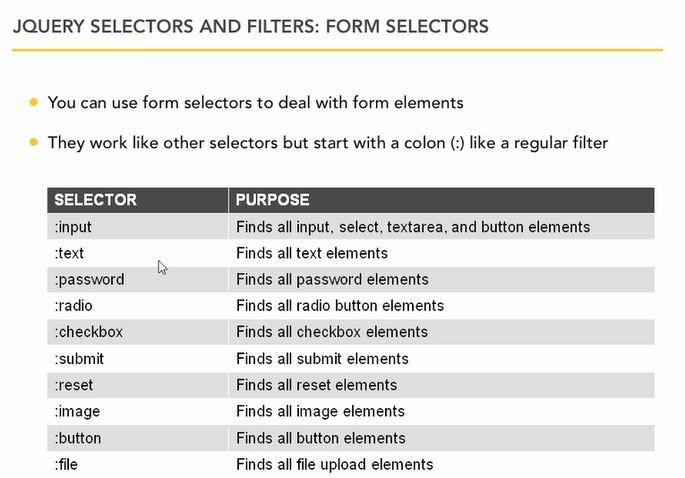 JQUERY SELECTORS AND FILTERS: FORM SELECTORS
You can use form selectors to deal with form elements
They work like other selectors but start with a colon (:) like a regular filter
SELECTOR PURPOSE
:input Finds all input, select, textarea, and button elements
:text Finds all text elements
:password Finds all password elements
:radio Finds all radio button elements
:checkbox Finds all checkbox elements
:submit Finds all submit elements
:reset Finds all reset elements
:image Finds all image elements
:button Finds all button elements
:file Finds all file upload elements